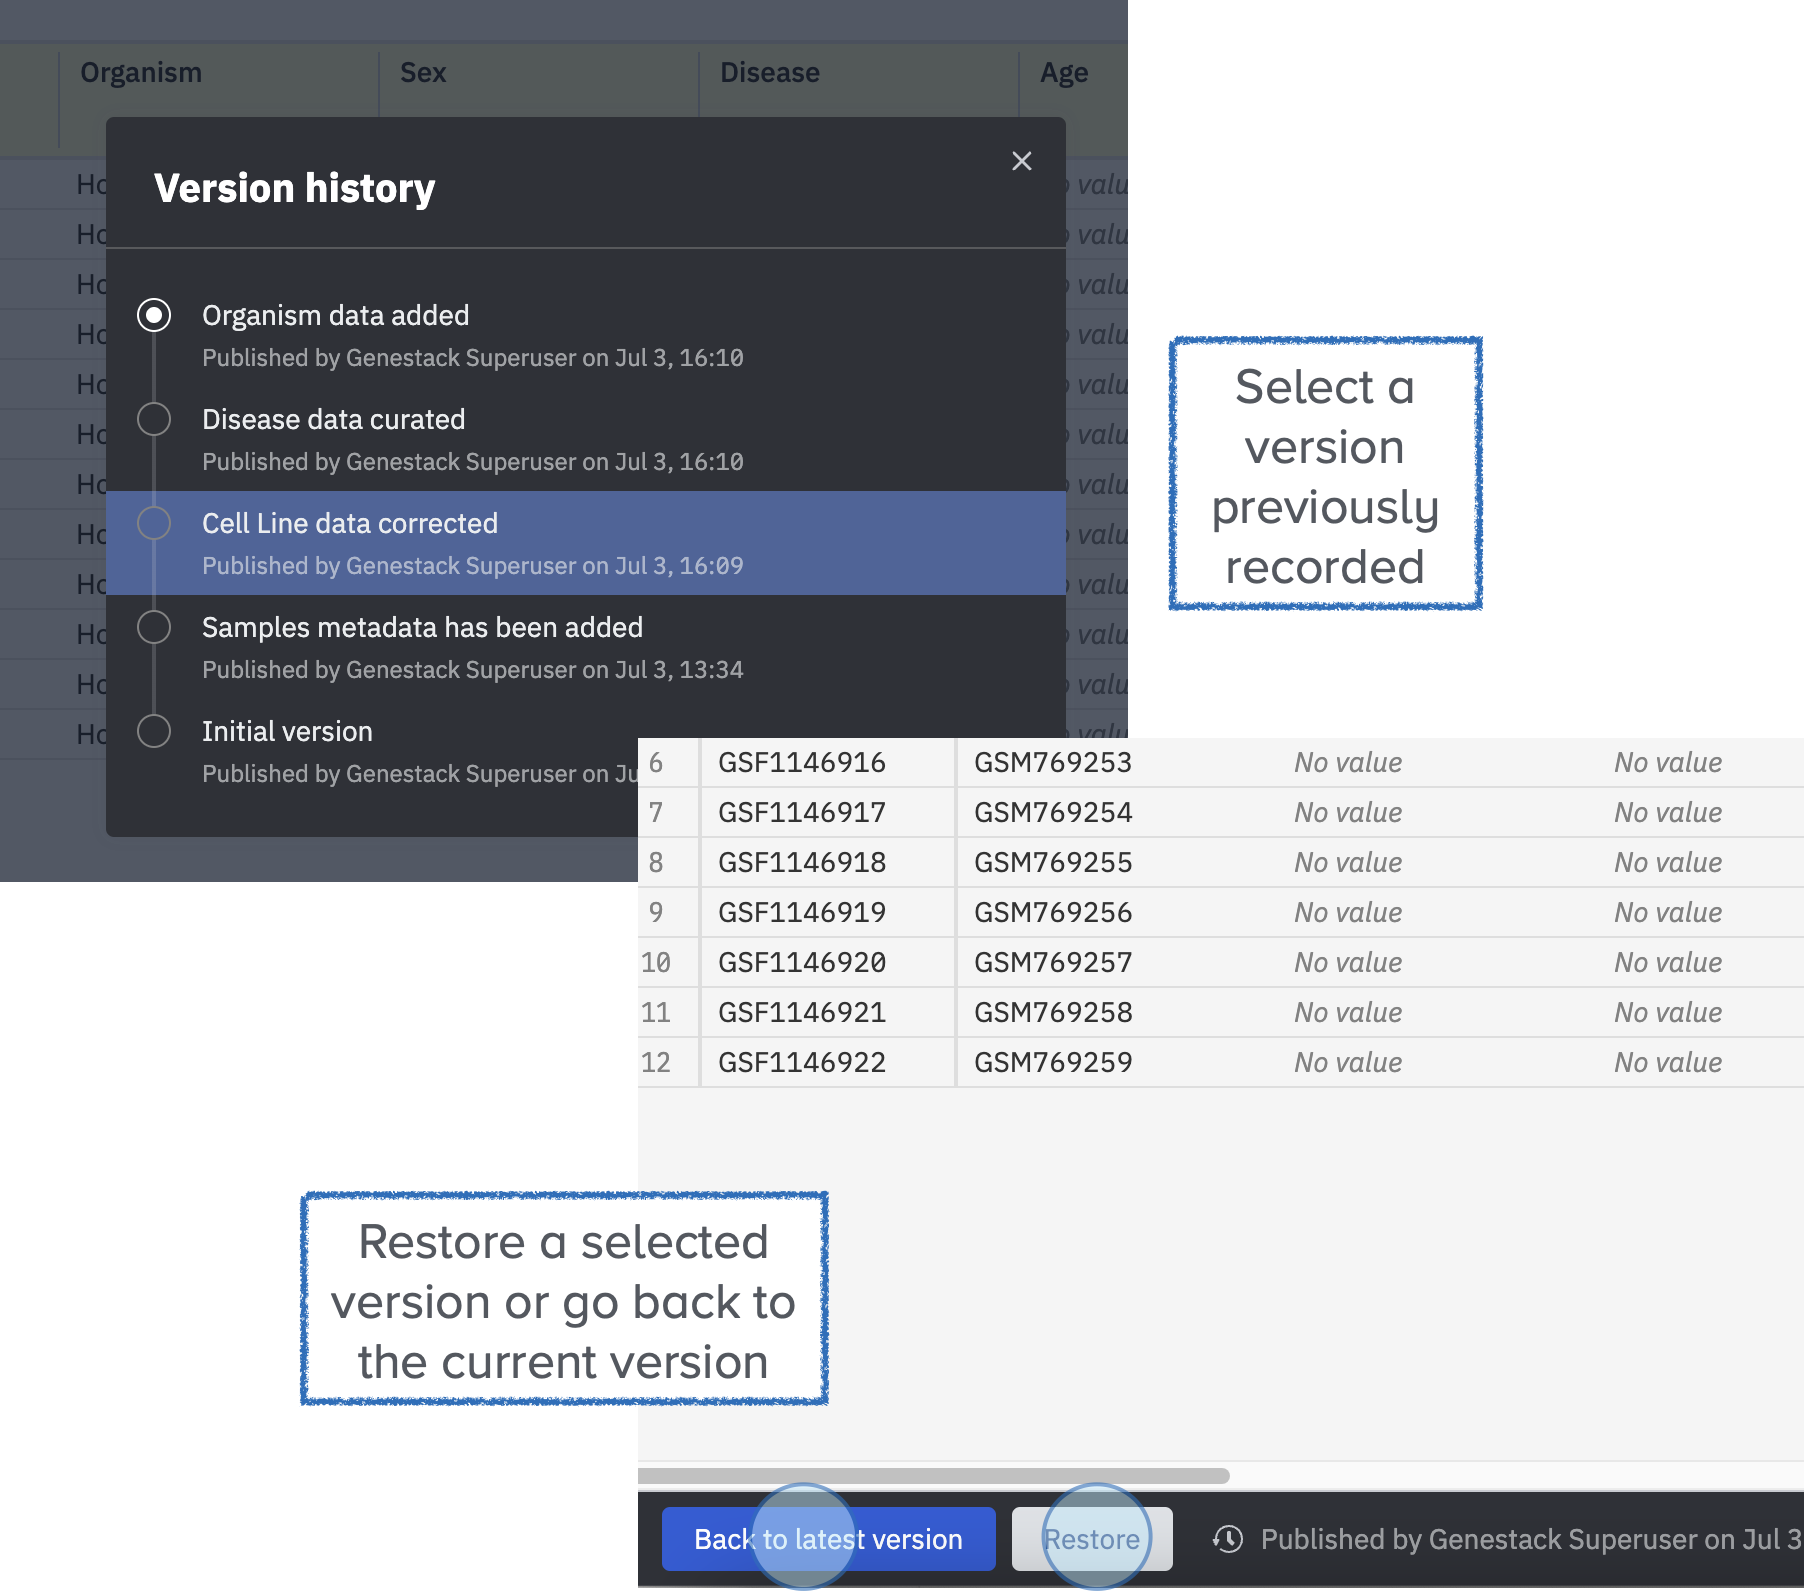 Organism Sex Disease Age
Version history
Organism data added
Published by Genestack Superuser on Jul 3, 16:10
Disease data curated
Published by Genestack Superuser on Jul 3, 16:10
Cell Line data corrected
Published by Genestack Superuser on Jul 3, 16:09
Samples metadata has been added
Published by Genestack Superuser on Jul 3, 13:34
Initial version
Published by Genestack Superuser on
Select a
version
previously
recorded
6 GSF1146916 GSM769253 No value No value
7 GSF1146917 GSM769254 No value No value
8 GSF1146918 GSM769255 No value No value
9 GSF1146919 GSM769256 No value No value
10 GSF1146920 GSM769257 No value No value
11 GSF1146921 GSM769258 No value No value
12 GSF1146922 GSM769259 No value No value
Restore a selected
version or go back to
the current version
Back to latest version Restore Published by Genestack Superuser on Jul 3